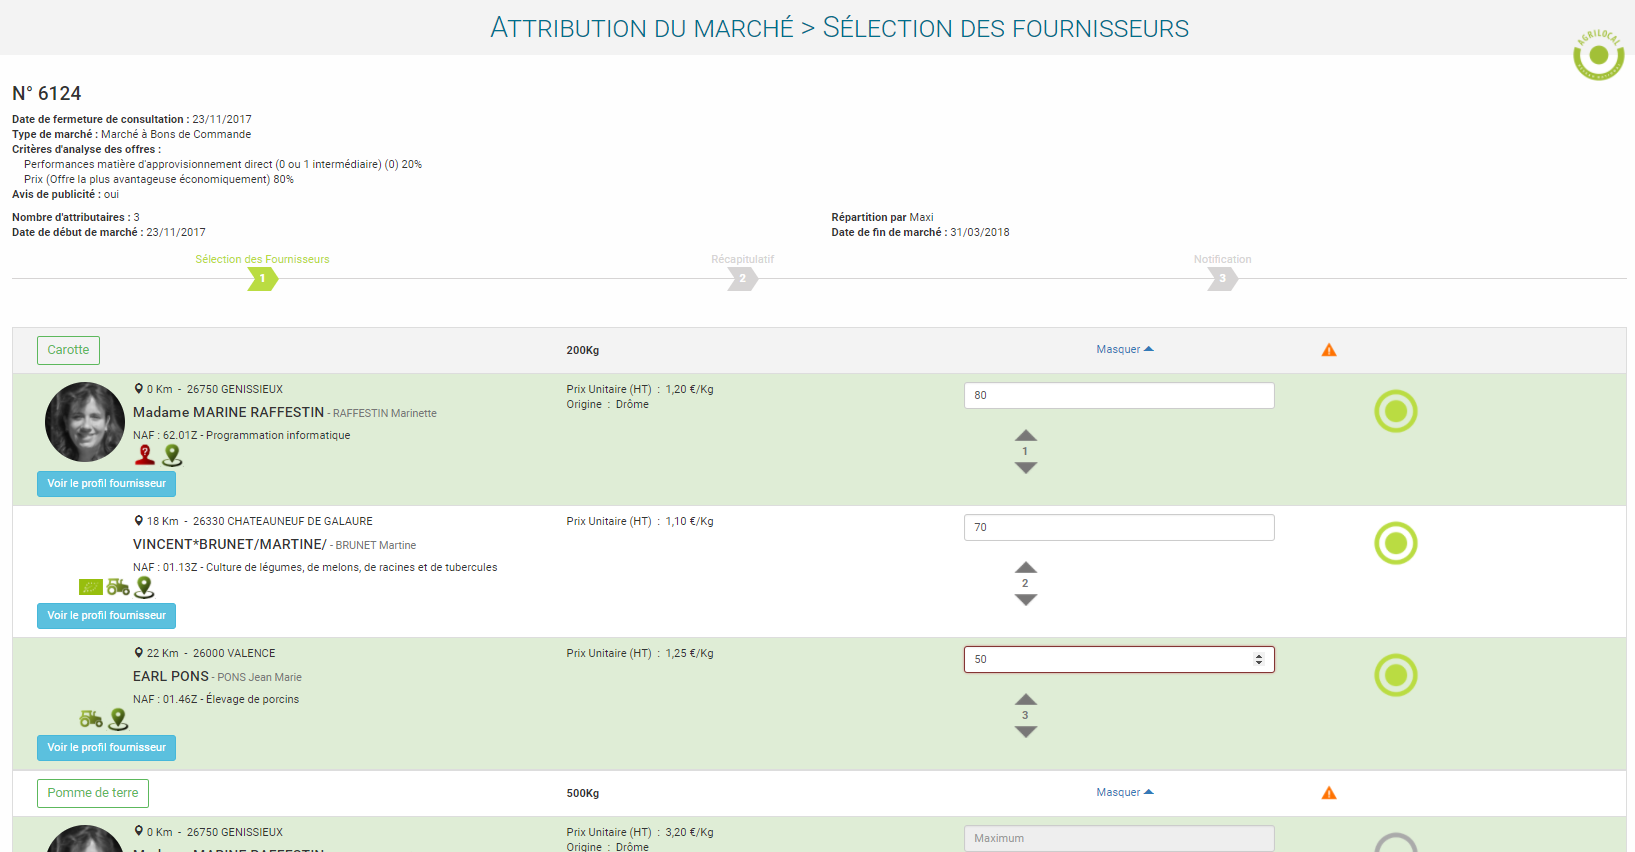 ATTRIBUTION DU MARCHÉ > SÉLECTION DES FOURNISSEURS
AGRILOCAL
N° 6124
Date de fermeture de consultation : 23/11/2017
Type de marché : Marché à Bons de Commande
Critères d'analyse des offres :
Performances matière d'approvisionnement direct (0 ou 1 intermédiaire) (0) 20%
Prix (Offre la plus avantageuse économiquement) 80%
Avis de publicité : oui
Nombre d'attributaires : 3
Répartition par Maxi
Date de début de marché : 23/11/2017
Date de fin de marché : 31/03/2018
Sélection des Fournisseurs
Récapitulatif
Notification
1
2
3
Carotte
200Kg
Masquer
0 Km - 26750 GENISSIEUX
Prix Unitaire (HT) : 1,20 €/Kg
80
Origine : Drôme
Madame MARINE RAFFESTIN - RAFFESTIN Marinette
NAF : 62.01Z - Programmation informatique
1
Voir le profil fournisseur
18 Km - 26330 CHATEAUNEUF DE GALAURE
Prix Unitaire (HT) : 1,10 €/Kg
70
VINCENT*BRUNET/MARTINE/ - BRUNET Martine
NAF : 01.13Z - Culture de légumes, de melons, de racines et de tubercules
2
Voir le profil fournisseur
22 Km - 26000 VALENCE
Prix Unitaire (HT) : 1,25 €/Kg
50
EARL PONS - PONS Jean Marie
NAF : 01.46Z - Élevage de porcins
3
Voir le profil fournisseur
Pomme de terre
500Kg
Masquer
0 Km - 26750 GENISSIEUX
Prix Unitaire (HT) : 3,20 €/Kg
Maximum
Origine : Drôme
Madame MARINE RAFFESTIN